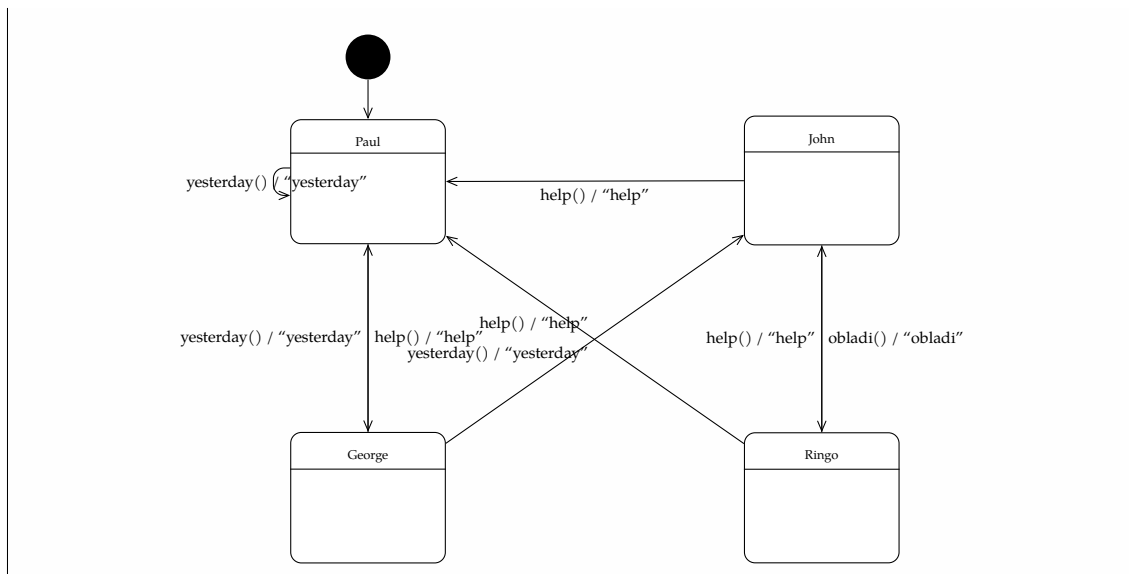 Paul
John
yesterday() / “yesterday”
help() / “help”
help() / “help”
yesterday() / “yesterday”
help() / “help”
yesterday() / “yesterday”
help() / “help”
obladi() / “obladi”
George
Ringo